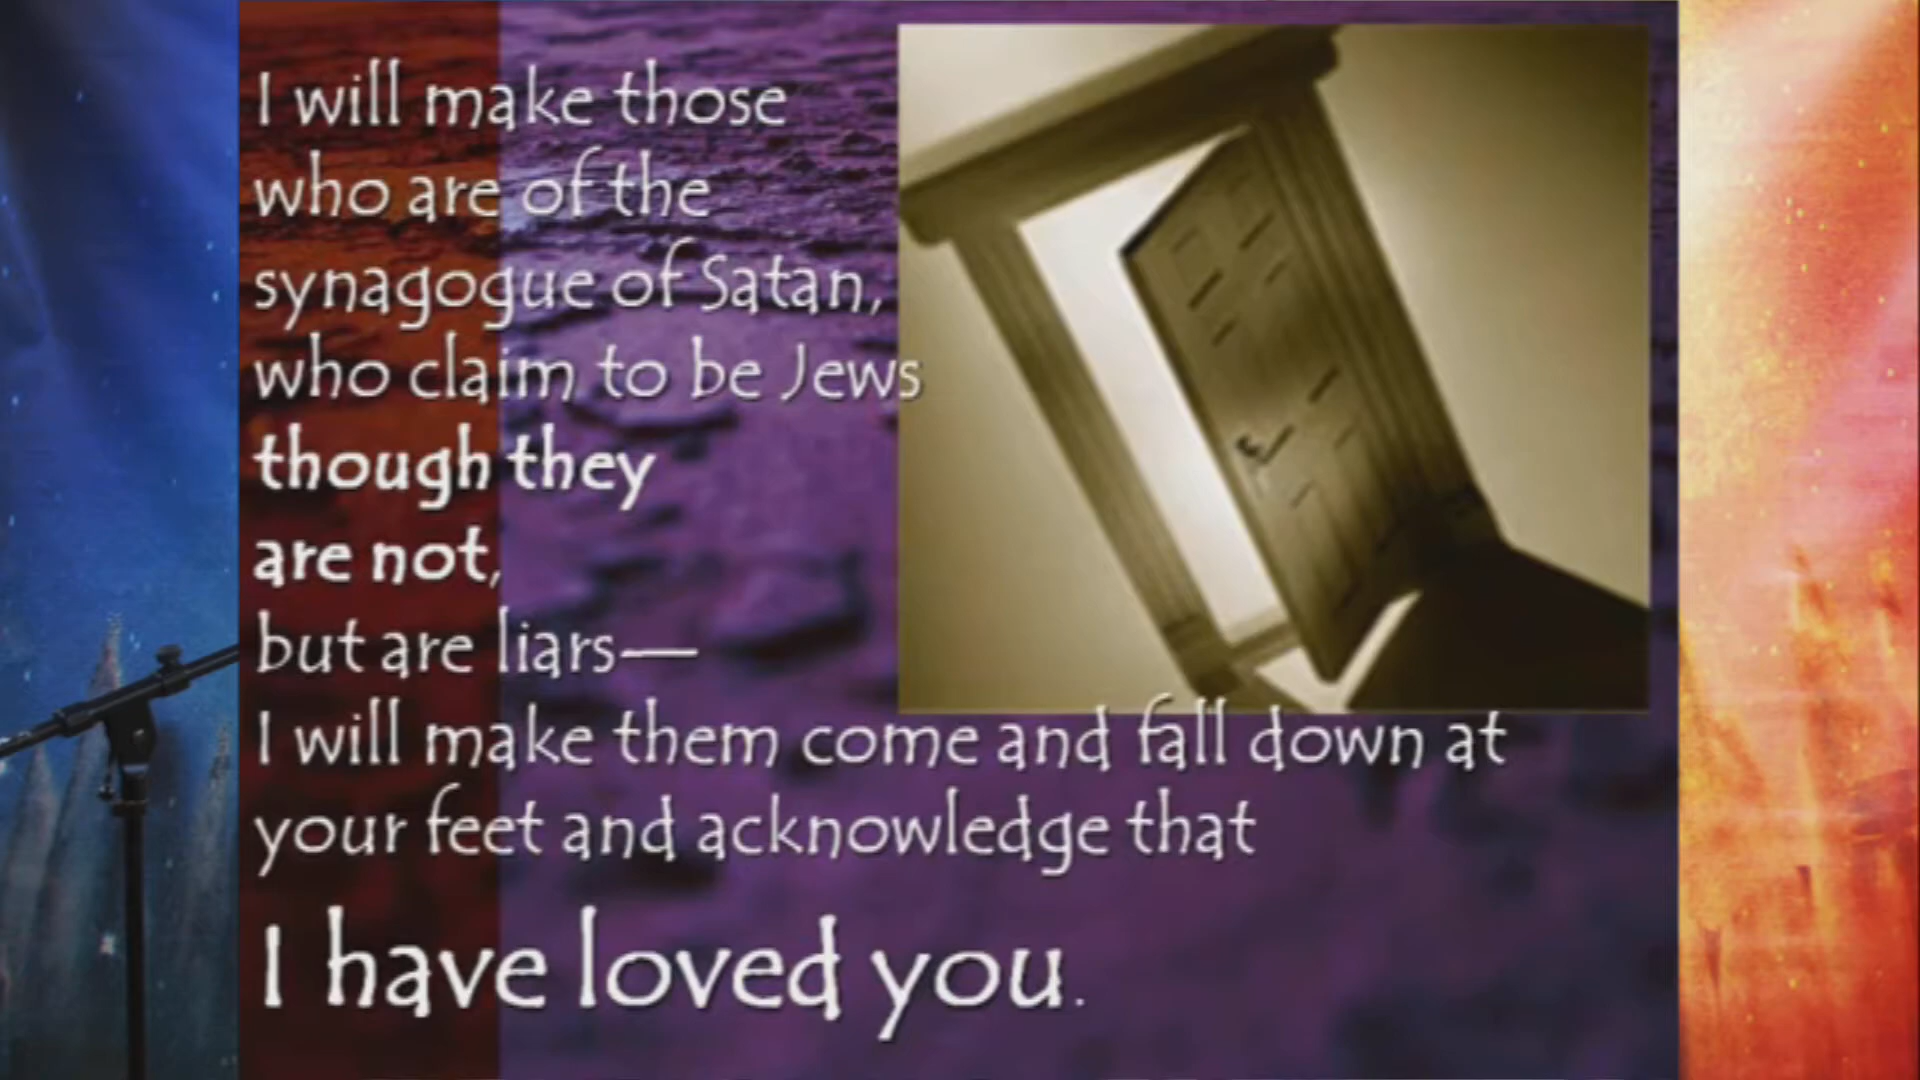 I will make those
who are of the
synagogue of Satan,
who claim to be Jews
though they
are not,
but are liars—
I will make them come and fall down at
your feet and acknowledge that
I have loved you.